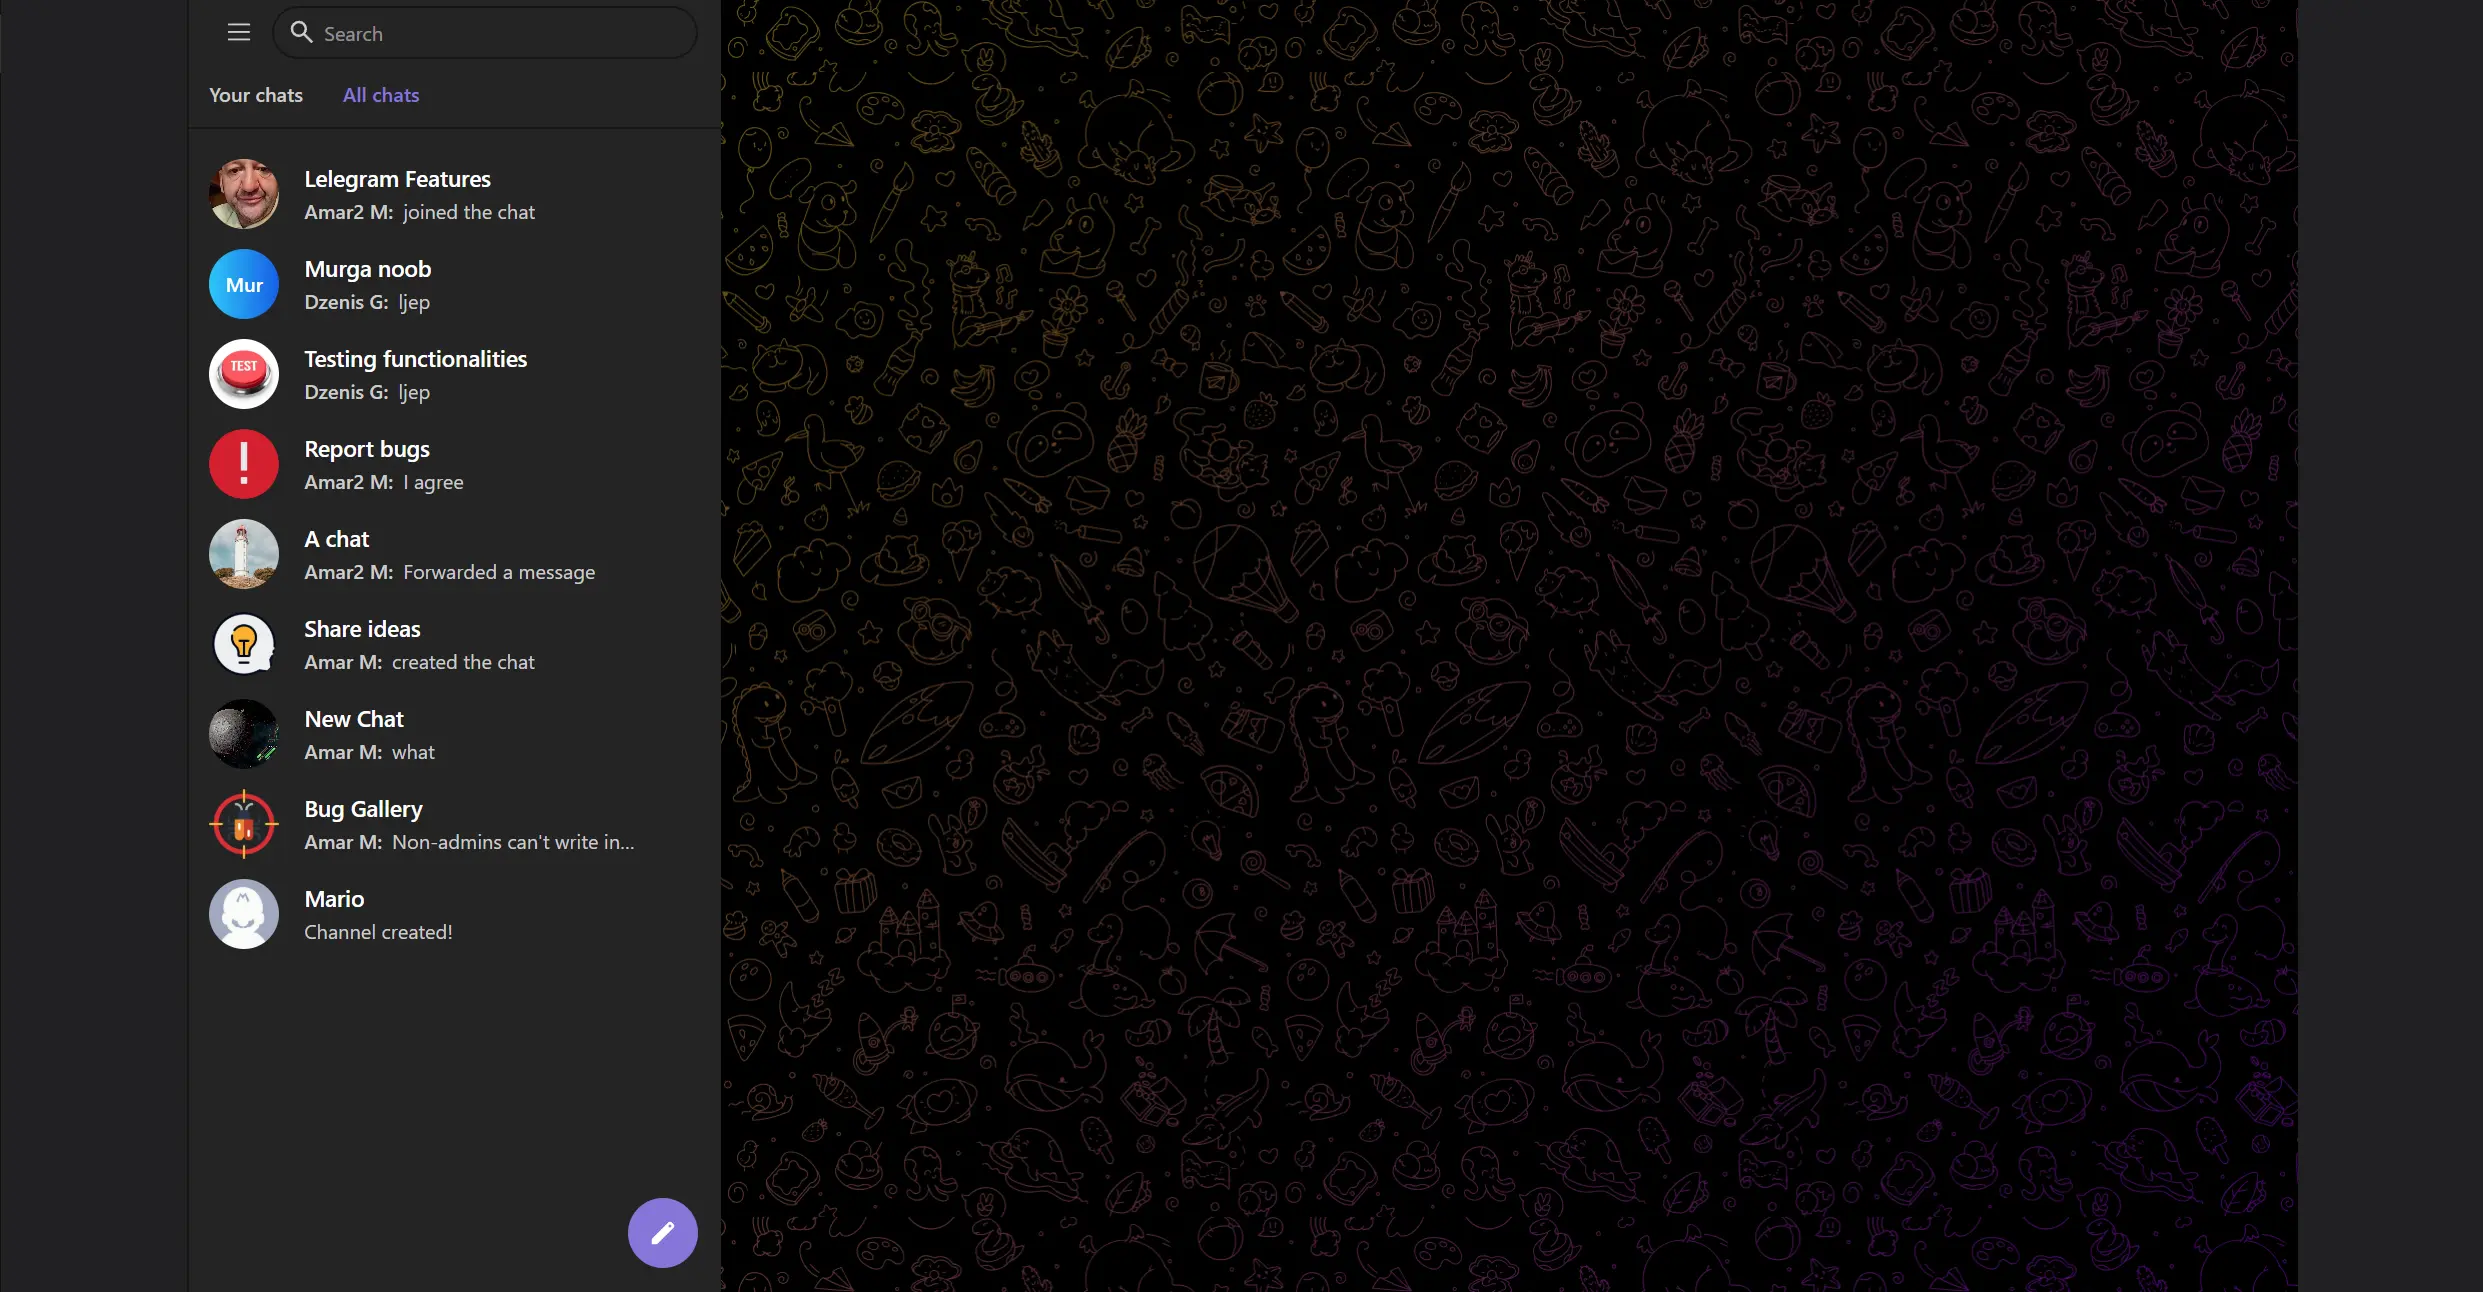 Search
Your chats
All chats
Lelegram Features
Amar2 M: joined the chat
Mur
Murga noob
Dzenis G: ljep
TEST
Testing functionalities
Dzenis G: ljep
!
Report bugs
Amar2 M: I agree
A chat
Amar2 M: Forwarded a message
Share ideas
Amar M: created the chat
New Chat
Amar M: what
Bug Gallery
Amar M: Non-admins can't write in...
M
Mario
Channel created!